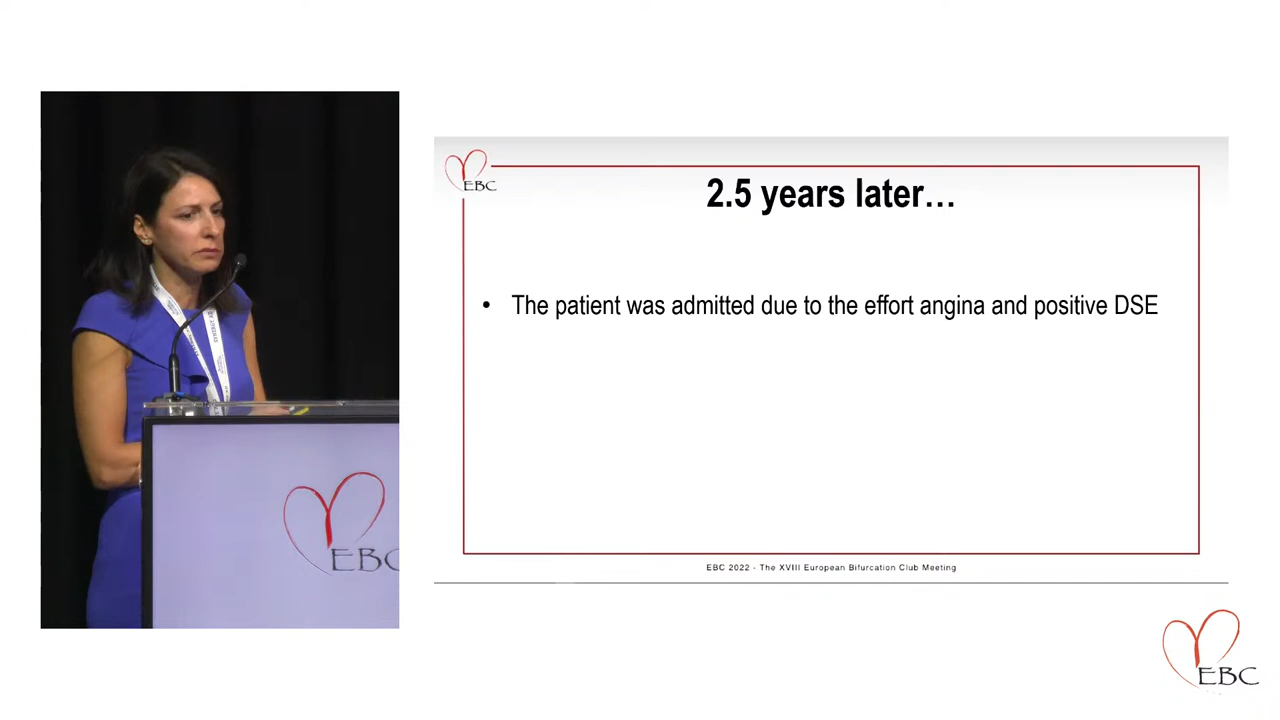 EBC
2.5 years later…
• The patient was admitted due to the effort angina and positive DSE
EBC 2022 - The XVIII European Bifurcation Club Meeting
EBC
EBC